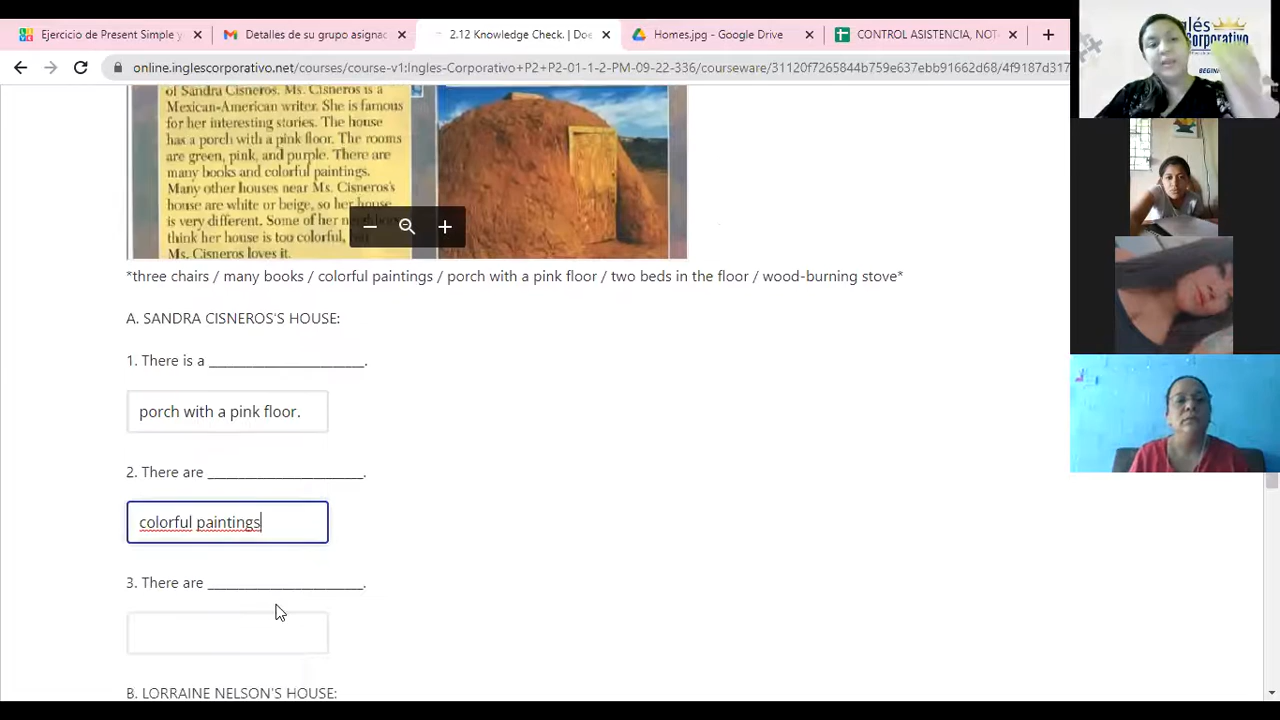 Ejercicio de Present Simple y
Detalles de su grupo asignac
2.12 Knowledge Check. | Doe
Homes.jpg - Google Drive
CONTROL ASISTENCIA, NOT
online.inglescorporativo.net/courses/course-v1:Ingles-Corporativo+P2+P2-01-1-2-PM-09-22-336/courseware/31120f7265844b759e637ebb91662d68/4f9187d317
of Sandra Cisneros. Ms. Cisneros is a
Mexican-American writer. She is famous
for her interesting stories. The house
has a porch with a pink floor. The rooms
are green, pink, and purple. There are
many books and colorful paintings.
Many other houses near Ms. Cisneros's
house are white or beige, so her house
is very different. Some of her
think her house is too colorful,
Ms. Cisneros loves it.
*three chairs / many books / colorful paintings / porch with a pink floor / two beds in the floor / wood-burning stove*
A. SANDRA CISNEROS'S HOUSE:
1. There is a ____________________.
porch with a pink floor.
2. There are ____________________.
colorful paintings
3. There are ____________________.
B. LORRAINE NELSON'S HOUSE:
BEGIN